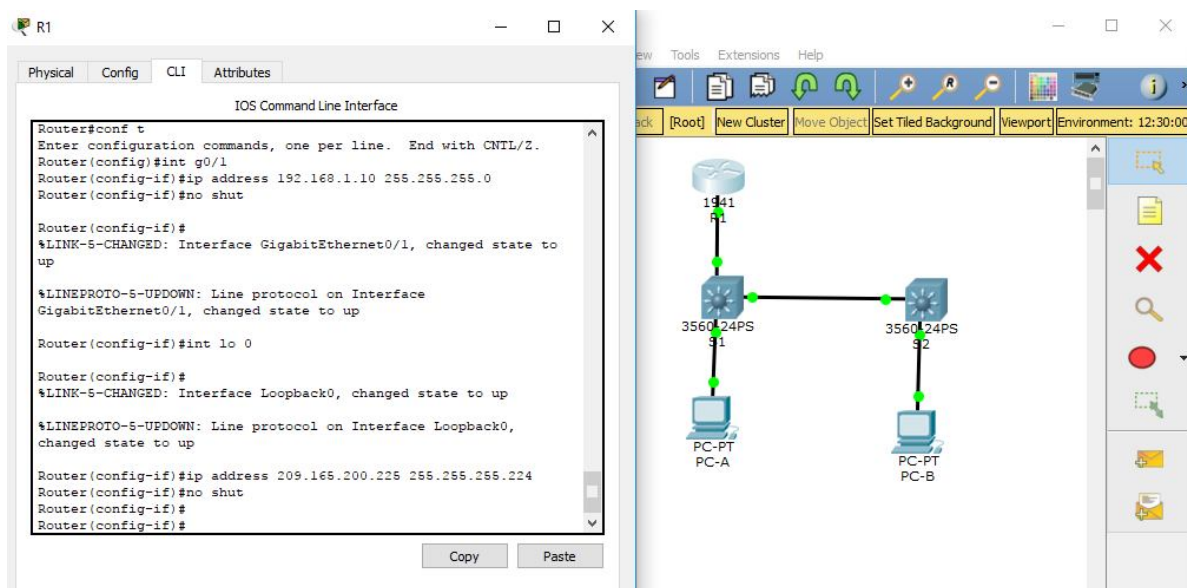 R1
Physical Config CLI Attributes
IOS Command Line Interface
Router#conf t
Enter configuration commands, one per line. End with CNTL/Z.
Router(config)#int g0/1
Router(config-if)#ip address 192.168.1.10 255.255.255.0
Router(config-if)#no shut
Router(config-if)#
%LINK-5-CHANGED: Interface GigabitEthernet0/1, changed state to
up
%LINEPROTO-5-UPDOWN: Line protocol on Interface
GigabitEthernet0/1, changed state to up
Router(config-if)#int lo 0
Router(config-if)#
%LINK-5-CHANGED: Interface Loopback0, changed state to up
%LINEPROTO-5-UPDOWN: Line protocol on Interface Loopback0,
changed state to up
Router(config-if)#ip address 209.165.200.225 255.255.255.224
Router(config-if)#no shut
Router(config-if)#
Router(config-if)#
Copy Paste
Tools Extensions Help
[Root] New Cluster Move Object Set Tiled Background Viewport Environment: 12:30:00
1941
R1
3560-24PS
S1
3560-24PS
S2
PC-PT
PC-A
PC-PT
PC-B